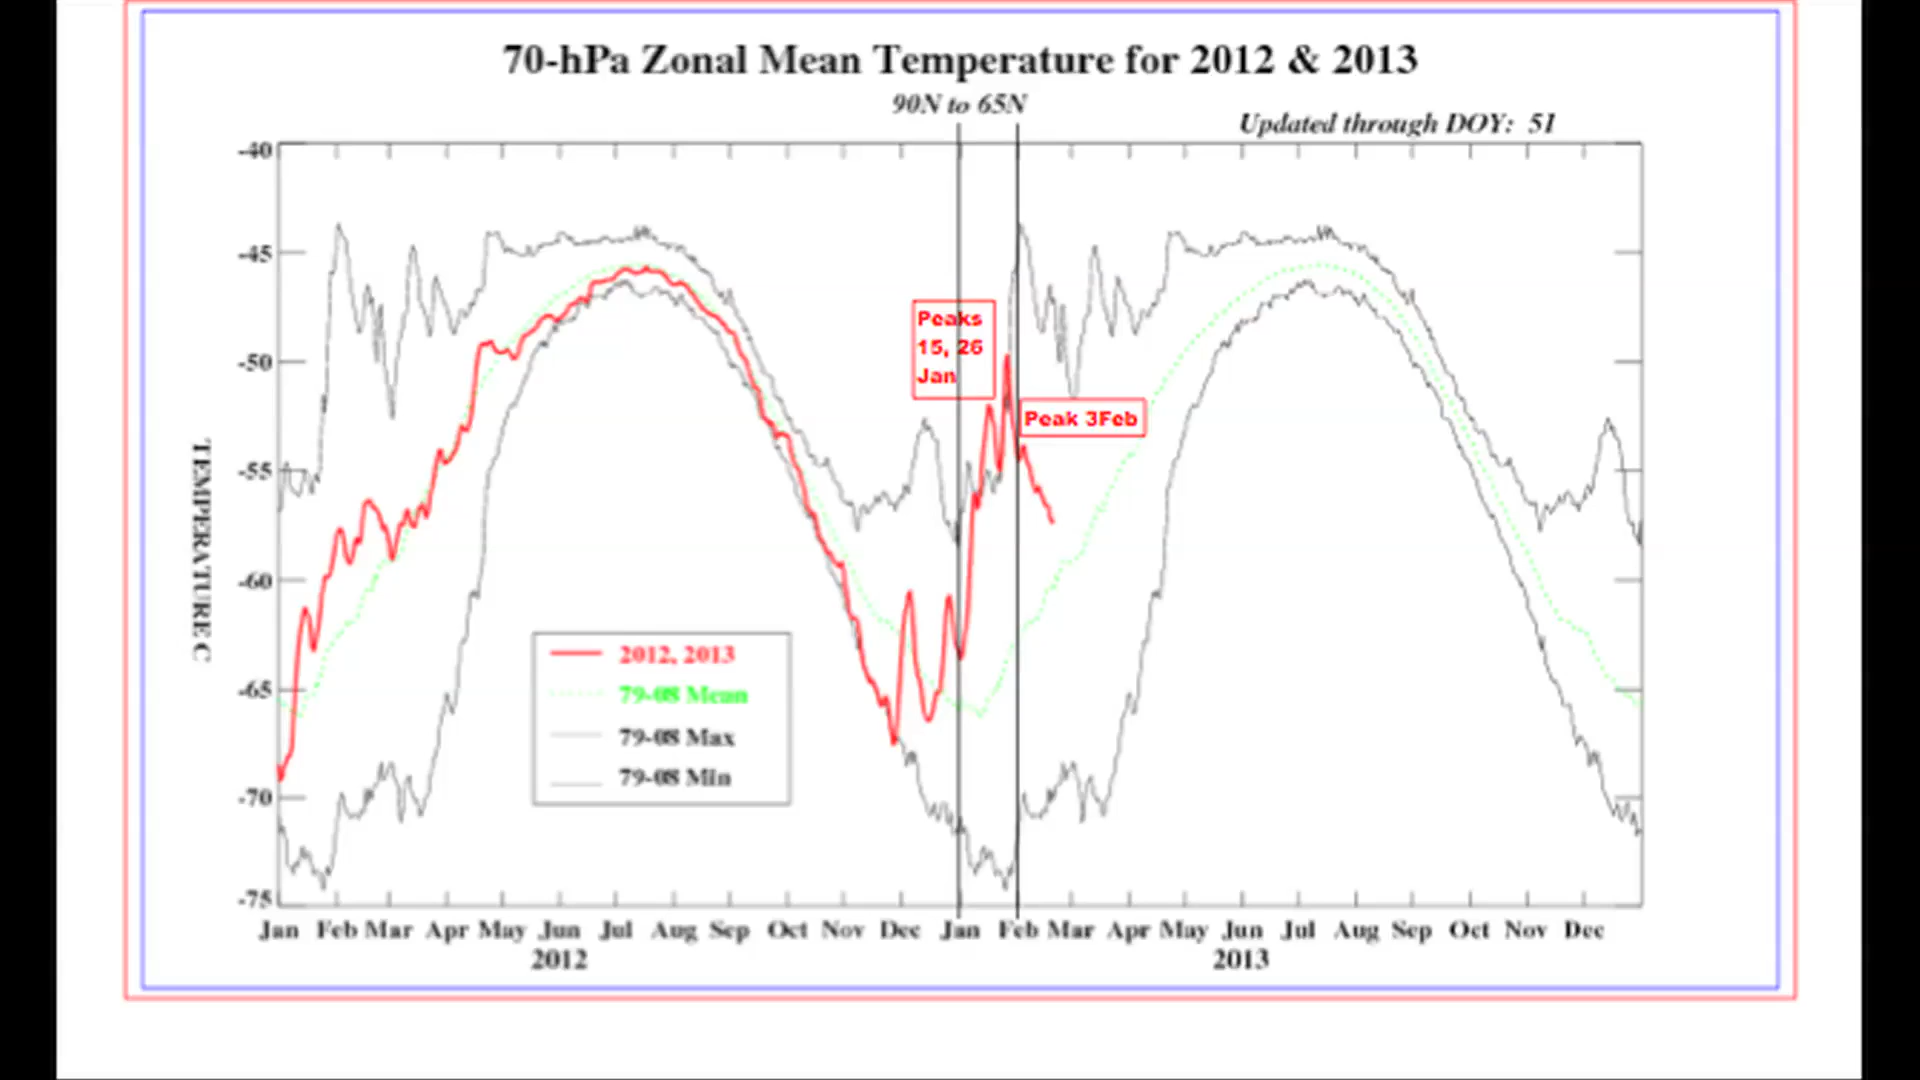 70-hPa Zonal Mean Temperature for 2012 & 2013
90N to 65N
Updated through DOY: 51
-40
-45
-50
-55
-60
-65
-70
-75
TEMPERATURE C
Peaks
15, 26
Jan
Peak 3Feb
2012, 2013
79-08 Mean
79-08 Max
79-08 Min
Jan Feb Mar Apr May Jun Jul Aug Sep Oct Nov Dec Jan Feb Mar Apr May Jun Jul Aug Sep Oct Nov Dec
2012 2013